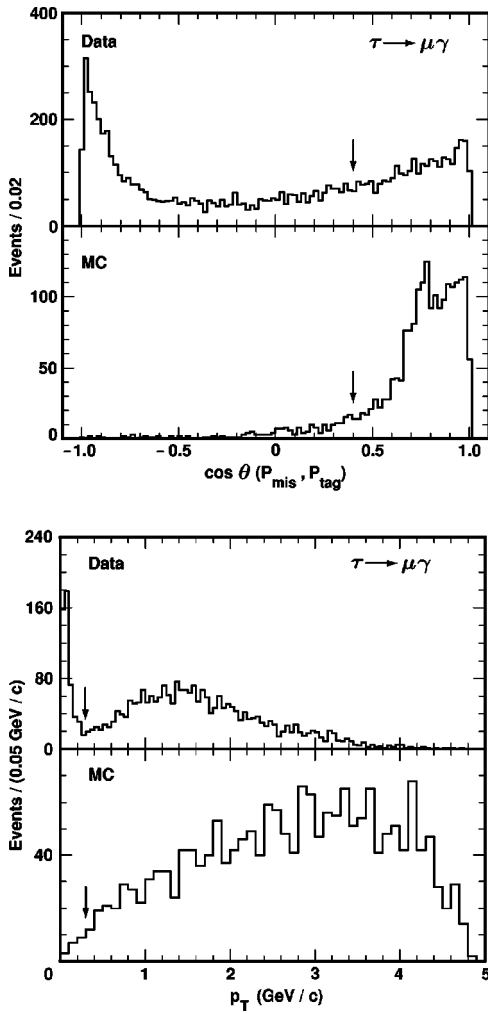 Data
τ → μγ
400
200
0
Events / 0.02
MC
100
50
0
−1.0 −0.5 0 0.5 1.0
cos θ (P_mis , P_tag)
240
Data
τ → μγ
160
80
0
Events / (0.05 GeV / c)
MC
40
0
0 1 2 3 4 5
p_T (GeV / c)